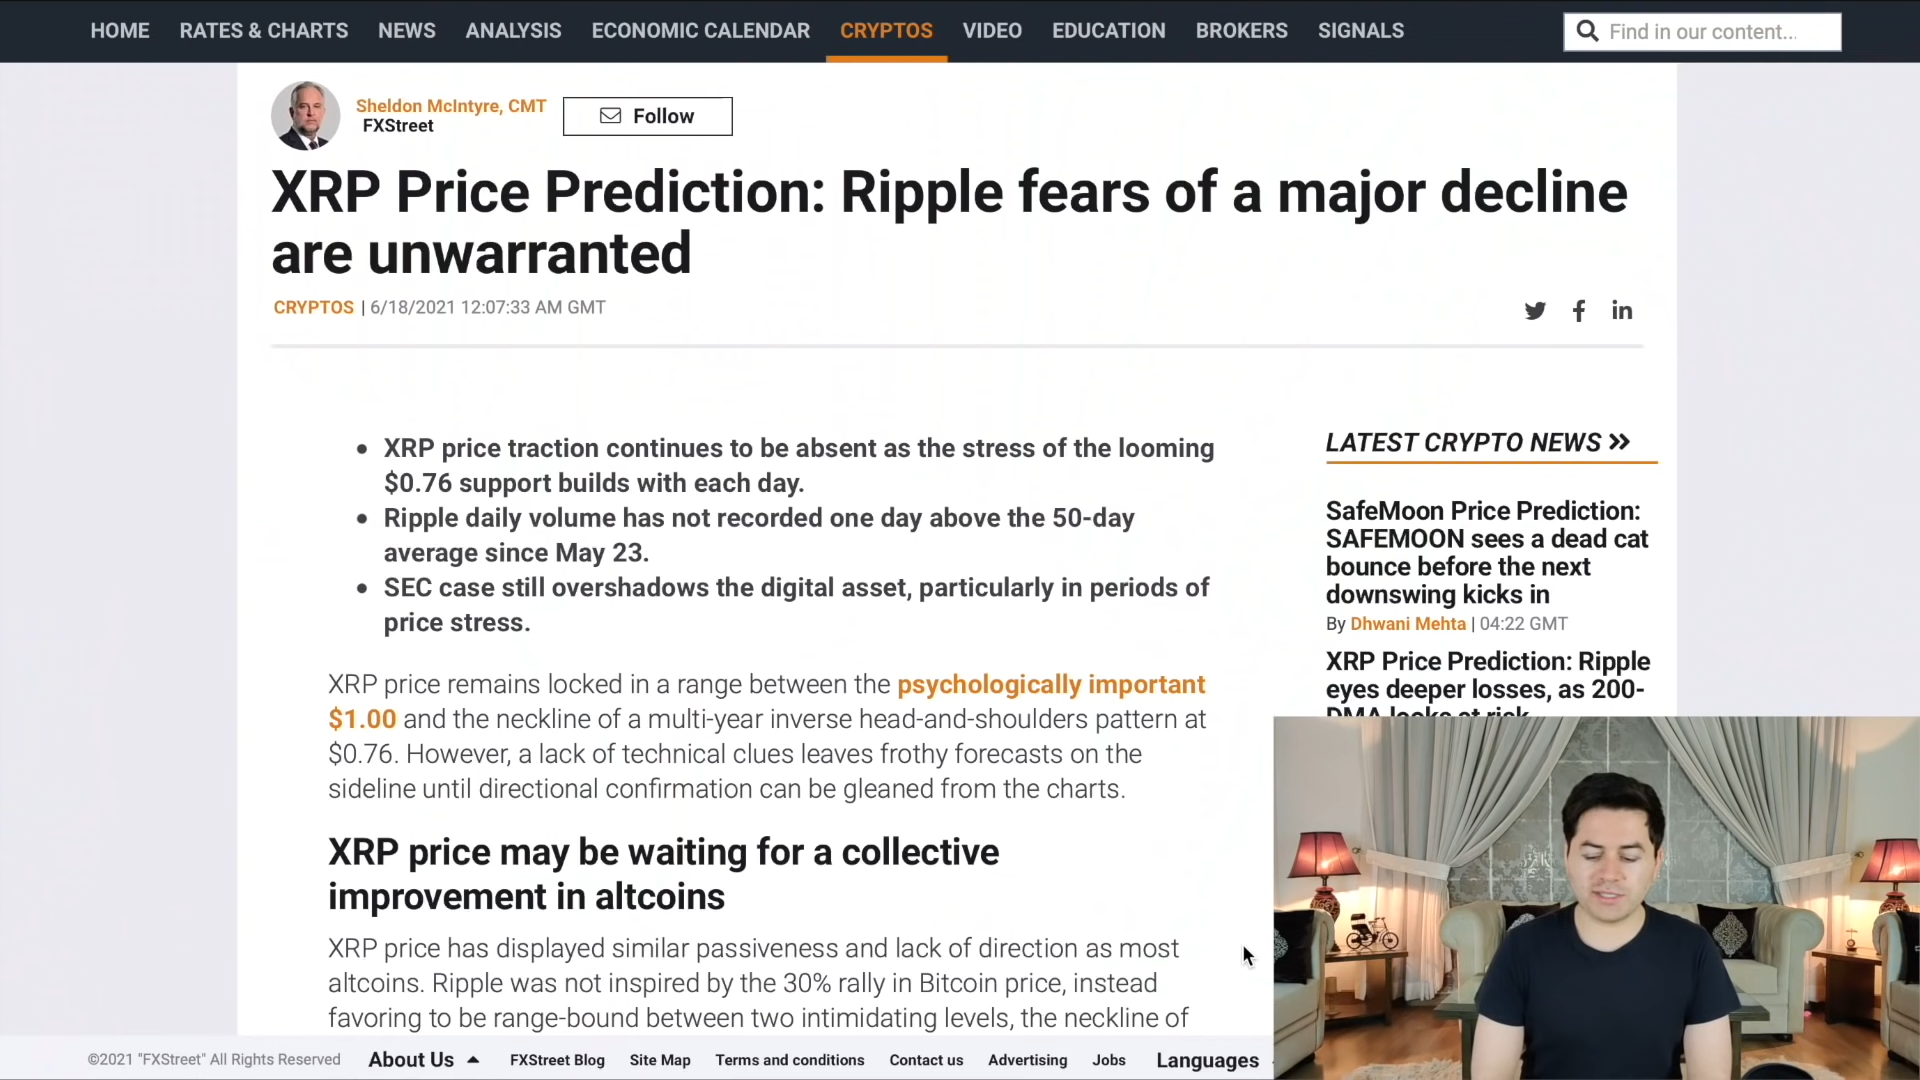 HOME RATES & CHARTS NEWS ANALYSIS ECONOMIC CALENDAR CRYPTOS VIDEO EDUCATION BROKERS SIGNALS
Find in our content...
Sheldon McIntyre, CMT
FXStreet
Follow
XRP Price Prediction: Ripple fears of a major decline
are unwarranted
CRYPTOS | 6/18/2021 12:07:33 AM GMT
• XRP price traction continues to be absent as the stress of the looming
$0.76 support builds with each day.
• Ripple daily volume has not recorded one day above the 50-day
average since May 23.
• SEC case still overshadows the digital asset, particularly in periods of
price stress.
XRP price remains locked in a range between the psychologically important
$1.00 and the neckline of a multi-year inverse head-and-shoulders pattern at
$0.76. However, a lack of technical clues leaves frothy forecasts on the
sideline until directional confirmation can be gleaned from the charts.
XRP price may be waiting for a collective
improvement in altcoins
XRP price has displayed similar passiveness and lack of direction as most
altcoins. Ripple was not inspired by the 30% rally in Bitcoin price, instead
favoring to be range-bound between two intimidating levels, the neckline of
LATEST CRYPTO NEWS »
SafeMoon Price Prediction:
SAFEMOON sees a dead cat
bounce before the next
downswing kicks in
By Dhwani Mehta | 04:22 GMT
XRP Price Prediction: Ripple
eyes deeper losses, as 200-
DMA looks at risk
©2021 "FXStreet" All Rights Reserved About Us FXStreet Blog Site Map Terms and conditions Contact us Advertising Jobs Languages